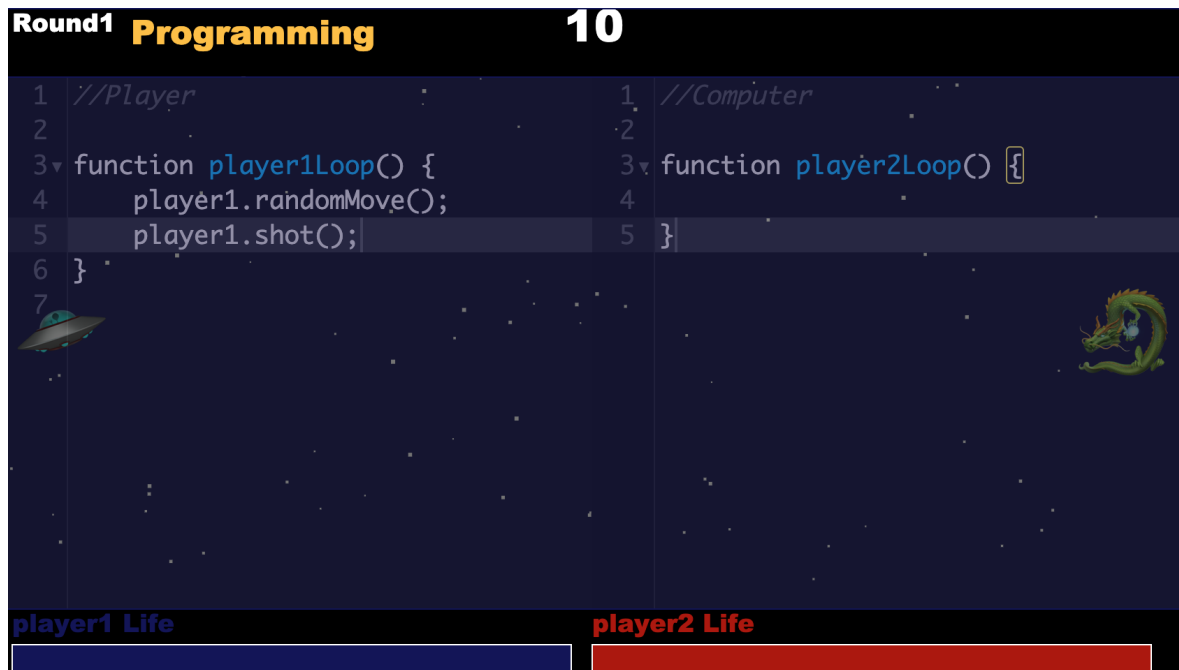 Round1 Programming 10
1 //Player
2
3 function player1Loop() {
4 player1.randomMove();
5 player1.shot();
6 }
7
1 //Computer
2
3 function player2Loop() {
4
5 }
player1 Life
player2 Life